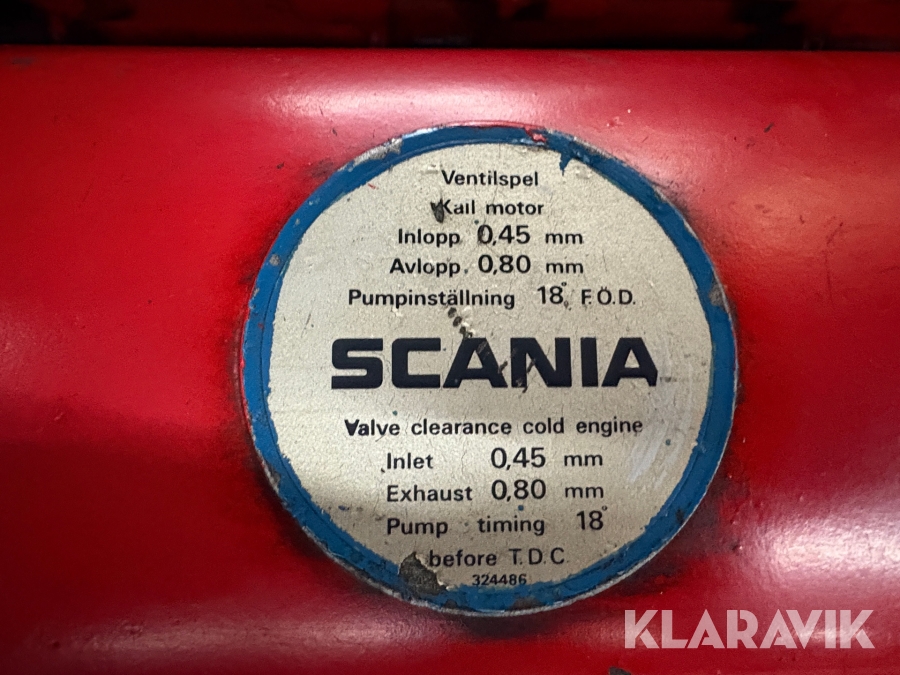 Ventilspel
Kall motor
Inlopp 0,45 mm
Avlopp. 0,80 mm
Pumpinställning 18° F.Ö.D.
SCANIA
Valve clearance cold engine
Inlet 0,45 mm
Exhaust 0,80 mm
Pump timing 18°
before T.D.C.
324486
KLARAVIK